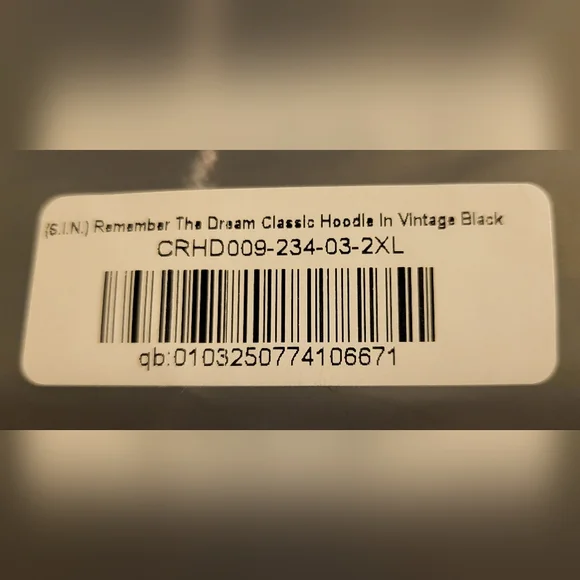 (S.I.N.) Remember The Dream Classic Hoodie In Vintage Black
CRHD009-234-03-2XL
qb:0103250774106671